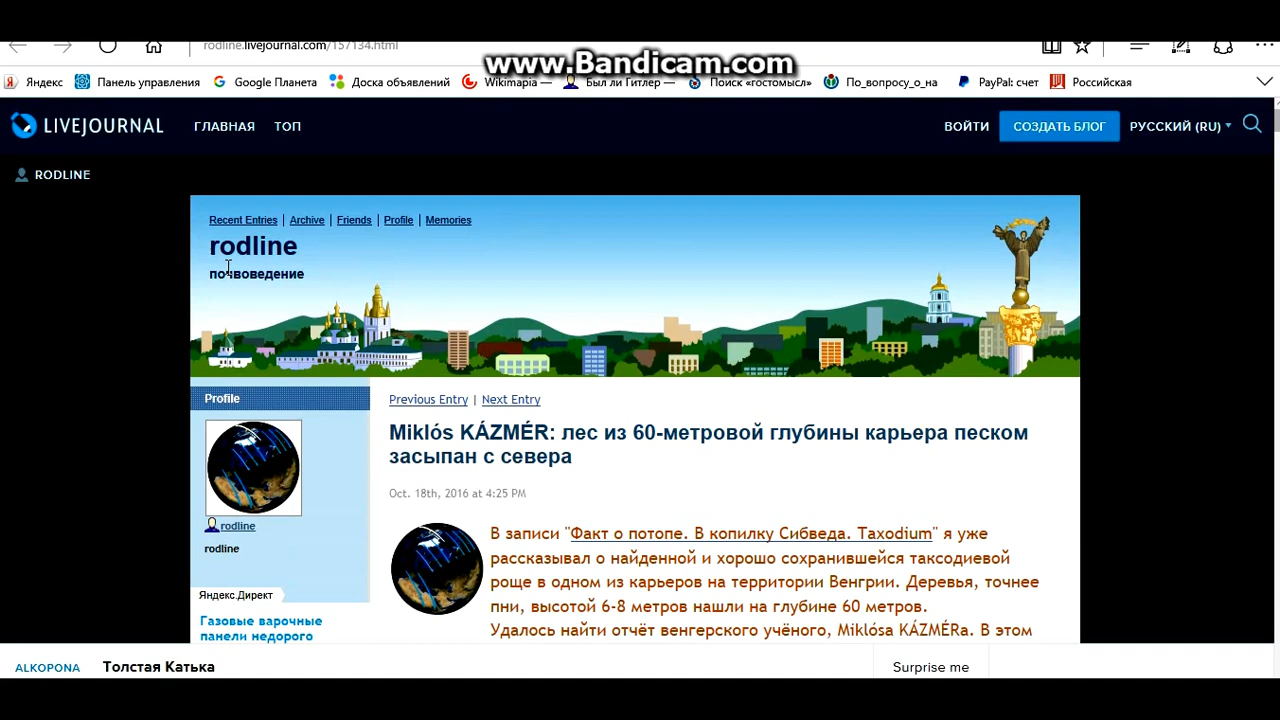 rodline.livejournal.com/157134.html
www.Bandicam.com
Яндекс Панель управления Google Планета Доска объявлений Wikimapia Был ли Гитлер - Поиск «гостомысл» По_вопросу_о_на PayPal: счет Российская
LIVEJOURNAL ГЛАВНАЯ ТОП ВОЙТИ СОЗДАТЬ БЛОГ РУССКИЙ (RU)
RODLINE
Recent Entries | Archive | Friends | Profile | Memories
rodline
почвоведение
Profile
rodline
rodline
Яндекс.Директ
Газовые варочные
панели недорого
Previous Entry | Next Entry
Miklós KÁZMÉR: лес из 60-метровой глубины карьера песком
засыпан с севера
Oct. 18th, 2016 at 4:25 PM
В записи "Факт о потопе. В копилку Сибведа. Taxodium" я уже
рассказывал о найденной и хорошо сохранившейся таксодиевой
роще в одном из карьеров на территории Венгрии. Деревья, точнее
пни, высотой 6-8 метров нашли на глубине 60 метров.
Удалось найти отчёт венгерского учёного, Miklósa KÁZMÉRa. В этом
ALKOPONA Толстая Катька Surprise me